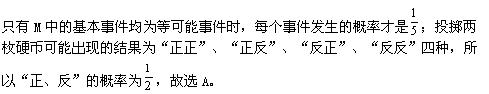 只有 M 中的基本事件均为等可能事件时，每个事件发生的概率才是1/5；投掷两
枚硬币可能出现的结果为“正正”、“正反”、“反正”、“反反”四种，所
以“正、反”的概率为1/2，故选 A。